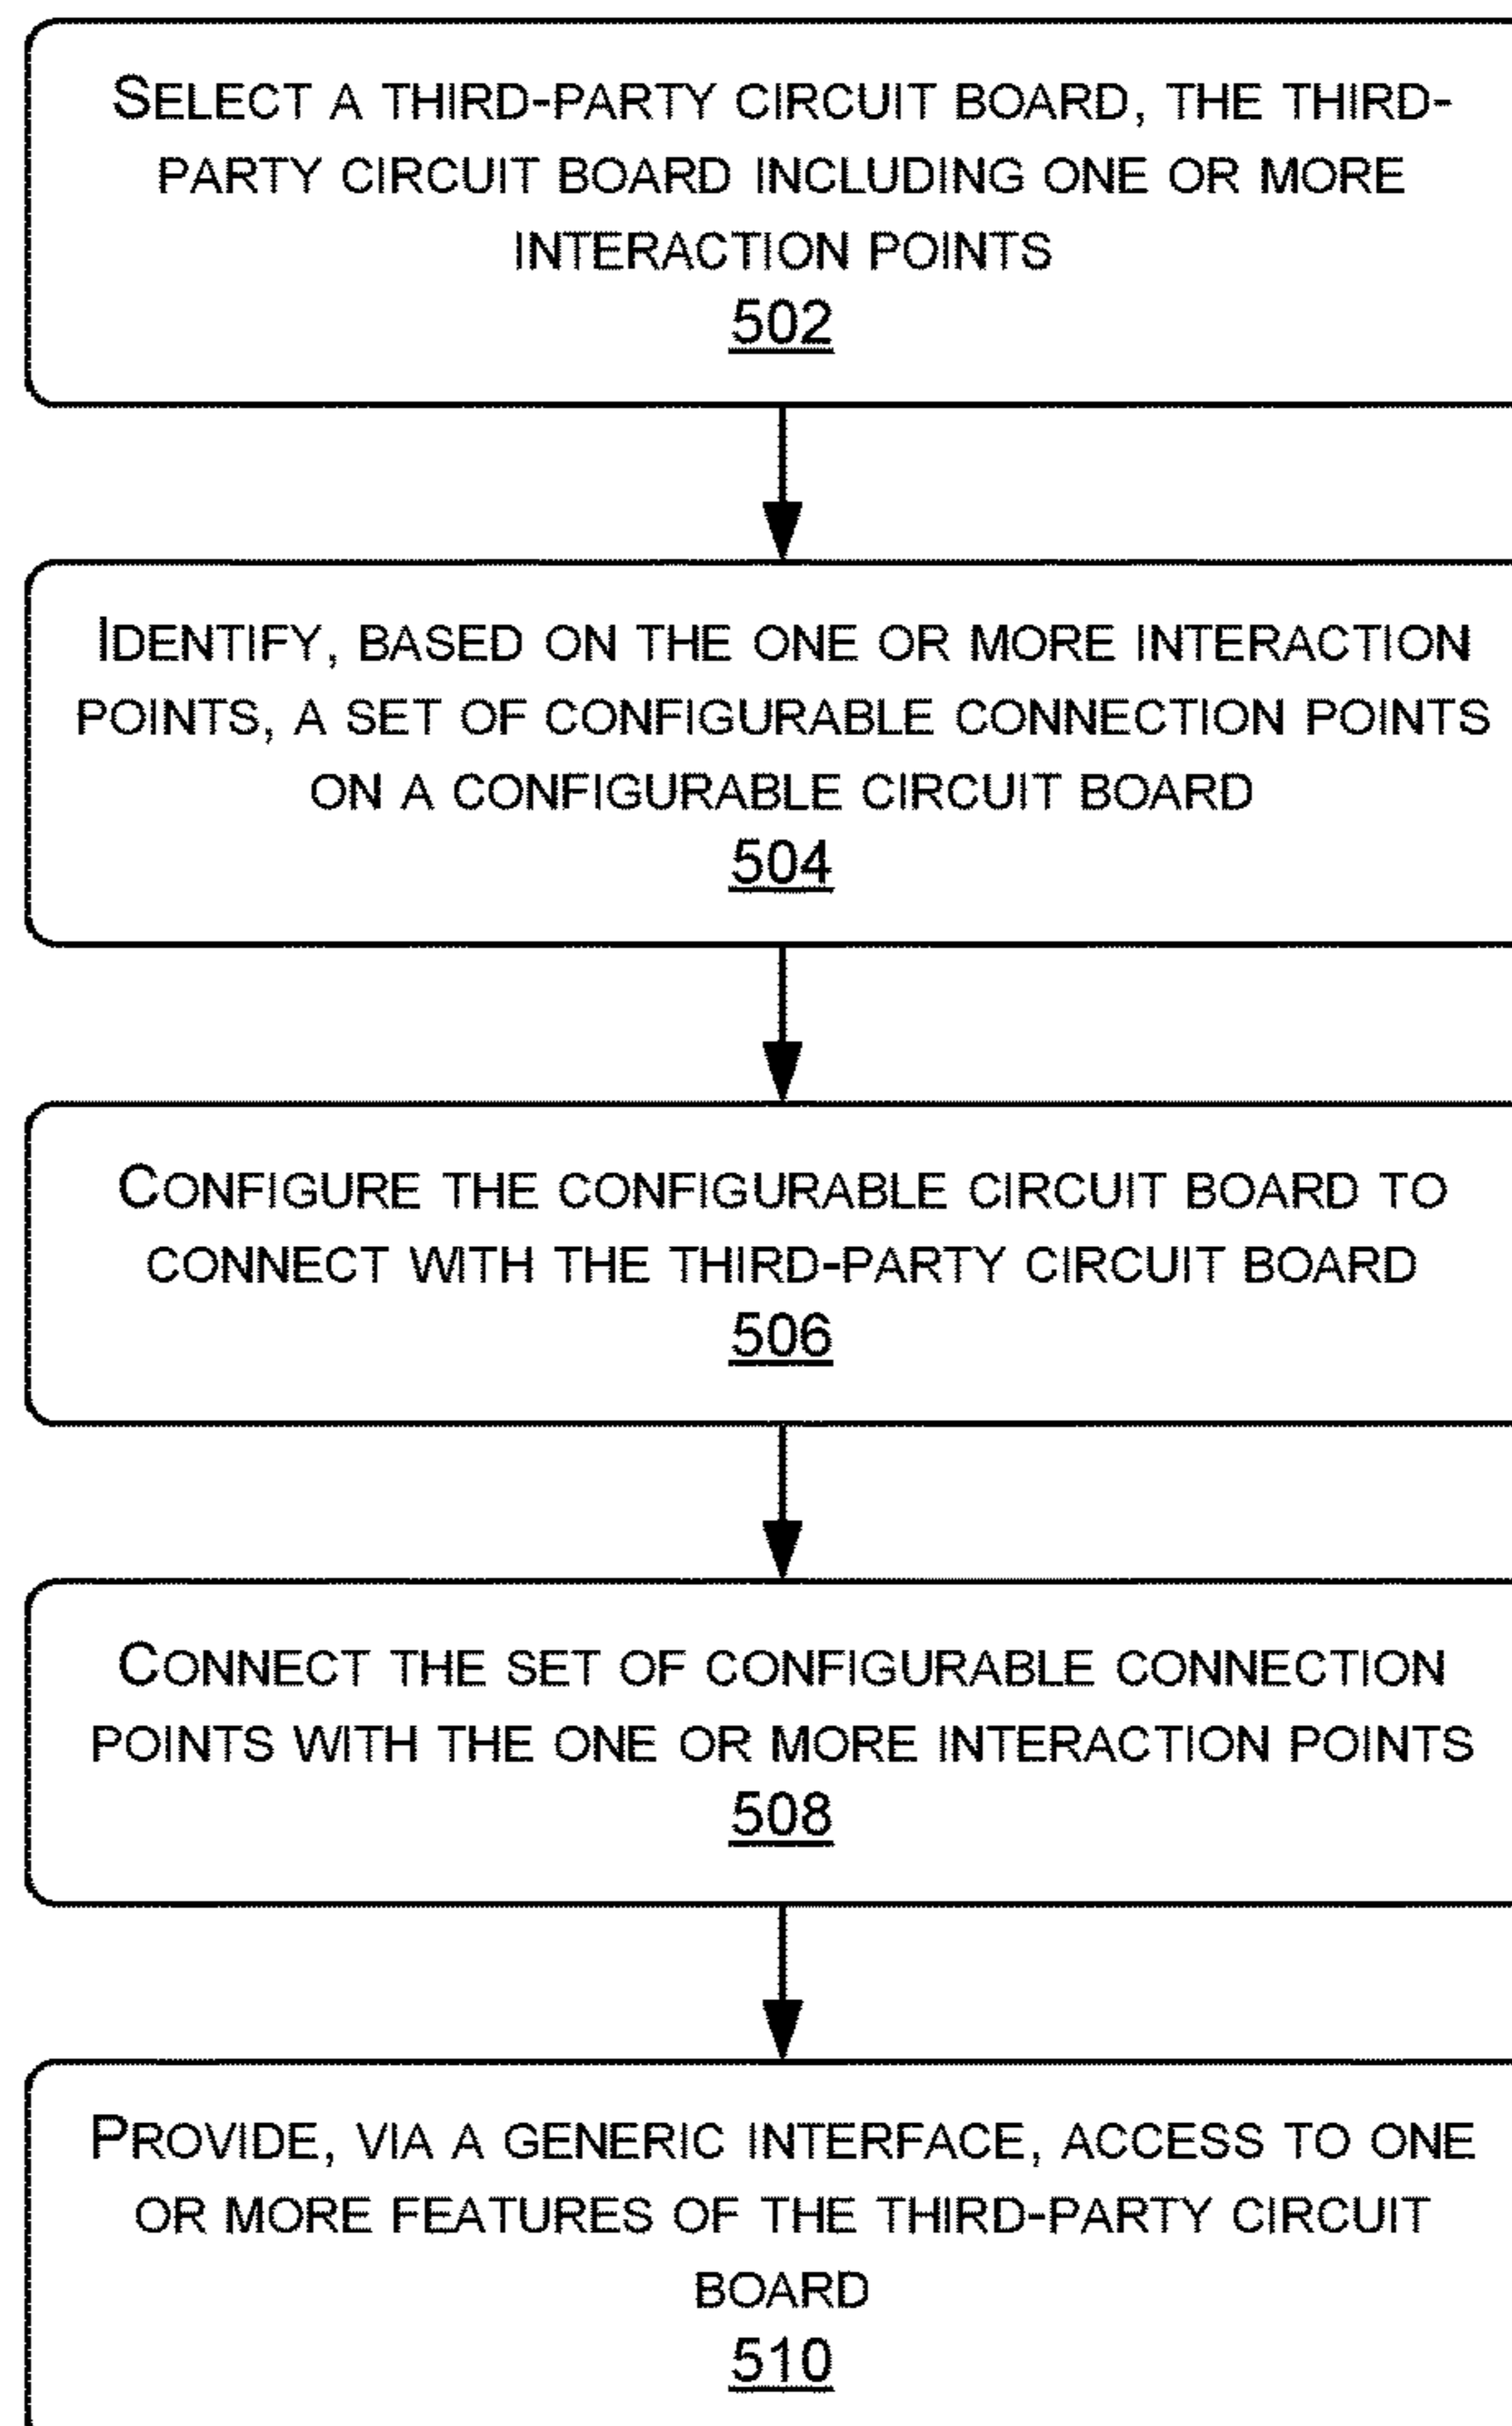 SELECT A THIRD-PARTY CIRCUIT BOARD, THE THIRD-
PARTY CIRCUIT BOARD INCLUDING ONE OR MORE
INTERACTION POINTS
502
IDENTIFY, BASED ON THE ONE OR MORE INTERACTION
POINTS, A SET OF CONFIGURABLE CONNECTION POINTS
ON A CONFIGURABLE CIRCUIT BOARD
504
CONFIGURE THE CONFIGURABLE CIRCUIT BOARD TO
CONNECT WITH THE THIRD-PARTY CIRCUIT BOARD
506
CONNECT THE SET OF CONFIGURABLE CONNECTION
POINTS WITH THE ONE OR MORE INTERACTION POINTS
508
PROVIDE, VIA A GENERIC INTERFACE, ACCESS TO ONE
OR MORE FEATURES OF THE THIRD-PARTY CIRCUIT
BOARD
510